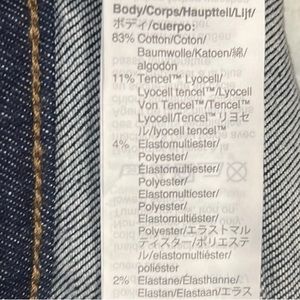 Body/Corps/Hauptteil/Lijf/
ボディ/cuerpo:
83% Cotton/Coton/
Baumwolle/Katoen/綿/
algodón
11% Tencel™ Lyocell/
Lyocell tencel™/Lyocell
Von Tencel™/Tencel™
Lyocell/Tencel™ リヨセ
ル/lyocell tencel™
4% Elastomultiester/
Polyester/
Élastomultiester/
Polyester/
Elastomultiester/
Polyester/
Elastomultiester/
Polyester/エラストマル
ティエスター/ポリエステ
ル/elastomultiéster/
poliéster
2% Elastane/Élasthanne/
Elastan/Elastaan/エラス